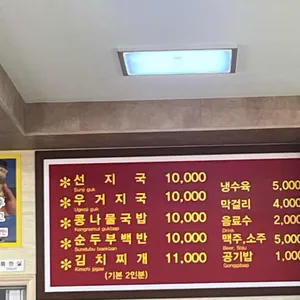 *선지국 10,000
Sunji guk
*우거지국 10,000
Ugeoji guk
*콩나물국밥 10,000
Kongnamul gukbap
*순두부백반 10,000
Sundubu baekban
*김치찌개 11,000
Kimchi jjigae
(기본 2인분)
냉수육 5,000
막걸리 4,000
음료수 2,000
Drink
맥주,소주 5,000
Beer, Soju
공기밥 1,000
Gonggibap